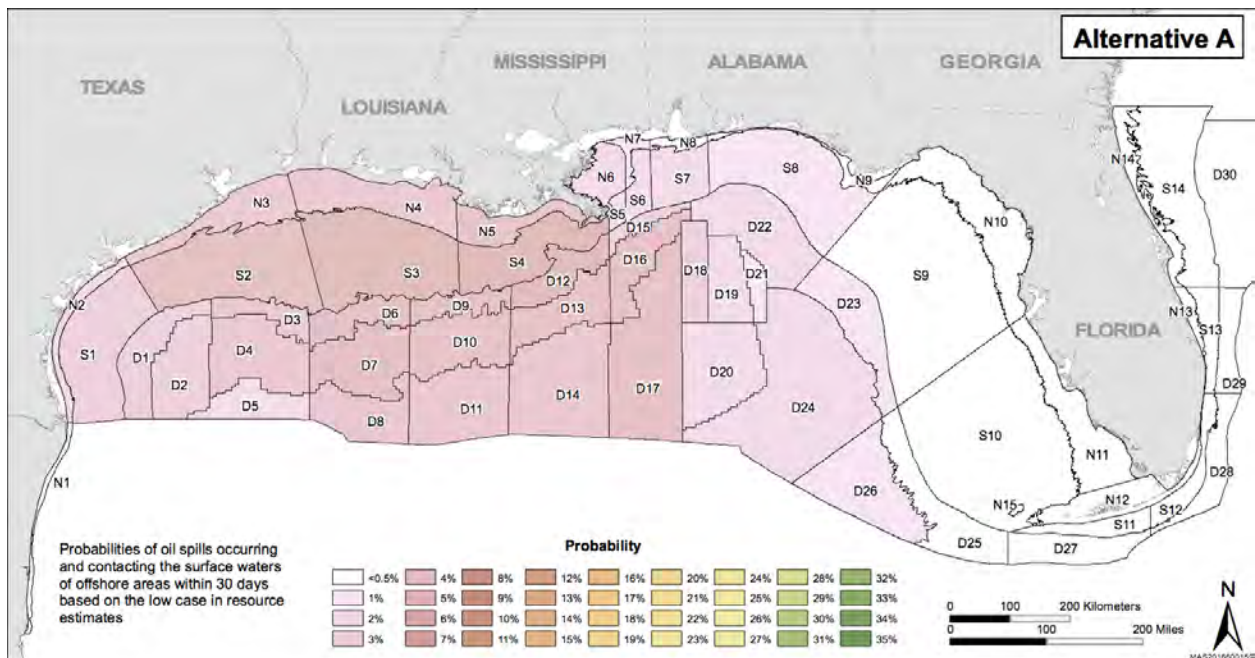 Alternative A
TEXAS
LOUISIANA
MISSISSIPPI
ALABAMA
GEORGIA
FLORIDA
N7
N8
N6
S7
S8
N9
N14
S14
D30
S6
S5
N3
N4
N5
D15
D22
N10
S2
S3
S4
D12
D16
D18
D19
D21
D23
S9
N2
D3
D6
D9
D13
N13
S13
S1
D1
D2
D4
D7
D10
D20
D29
D5
D8
D11
D14
D17
D24
S10
N11
N1
D26
N15
N12
D28
S11
S12
D25
D27
Probabilities of oil spills occurring
and contacting the surface waters
of offshore areas within 30 days
based on the low case in resource
estimates
Probability
<0.5% 4% 8% 12% 16% 20% 24% 28% 32%
1% 5% 9% 13% 17% 21% 25% 29% 33%
2% 6% 10% 14% 18% 22% 26% 30% 34%
3% 7% 11% 15% 19% 23% 27% 31% 35%
0 100 200 Kilometers
0 100 200 Miles
N